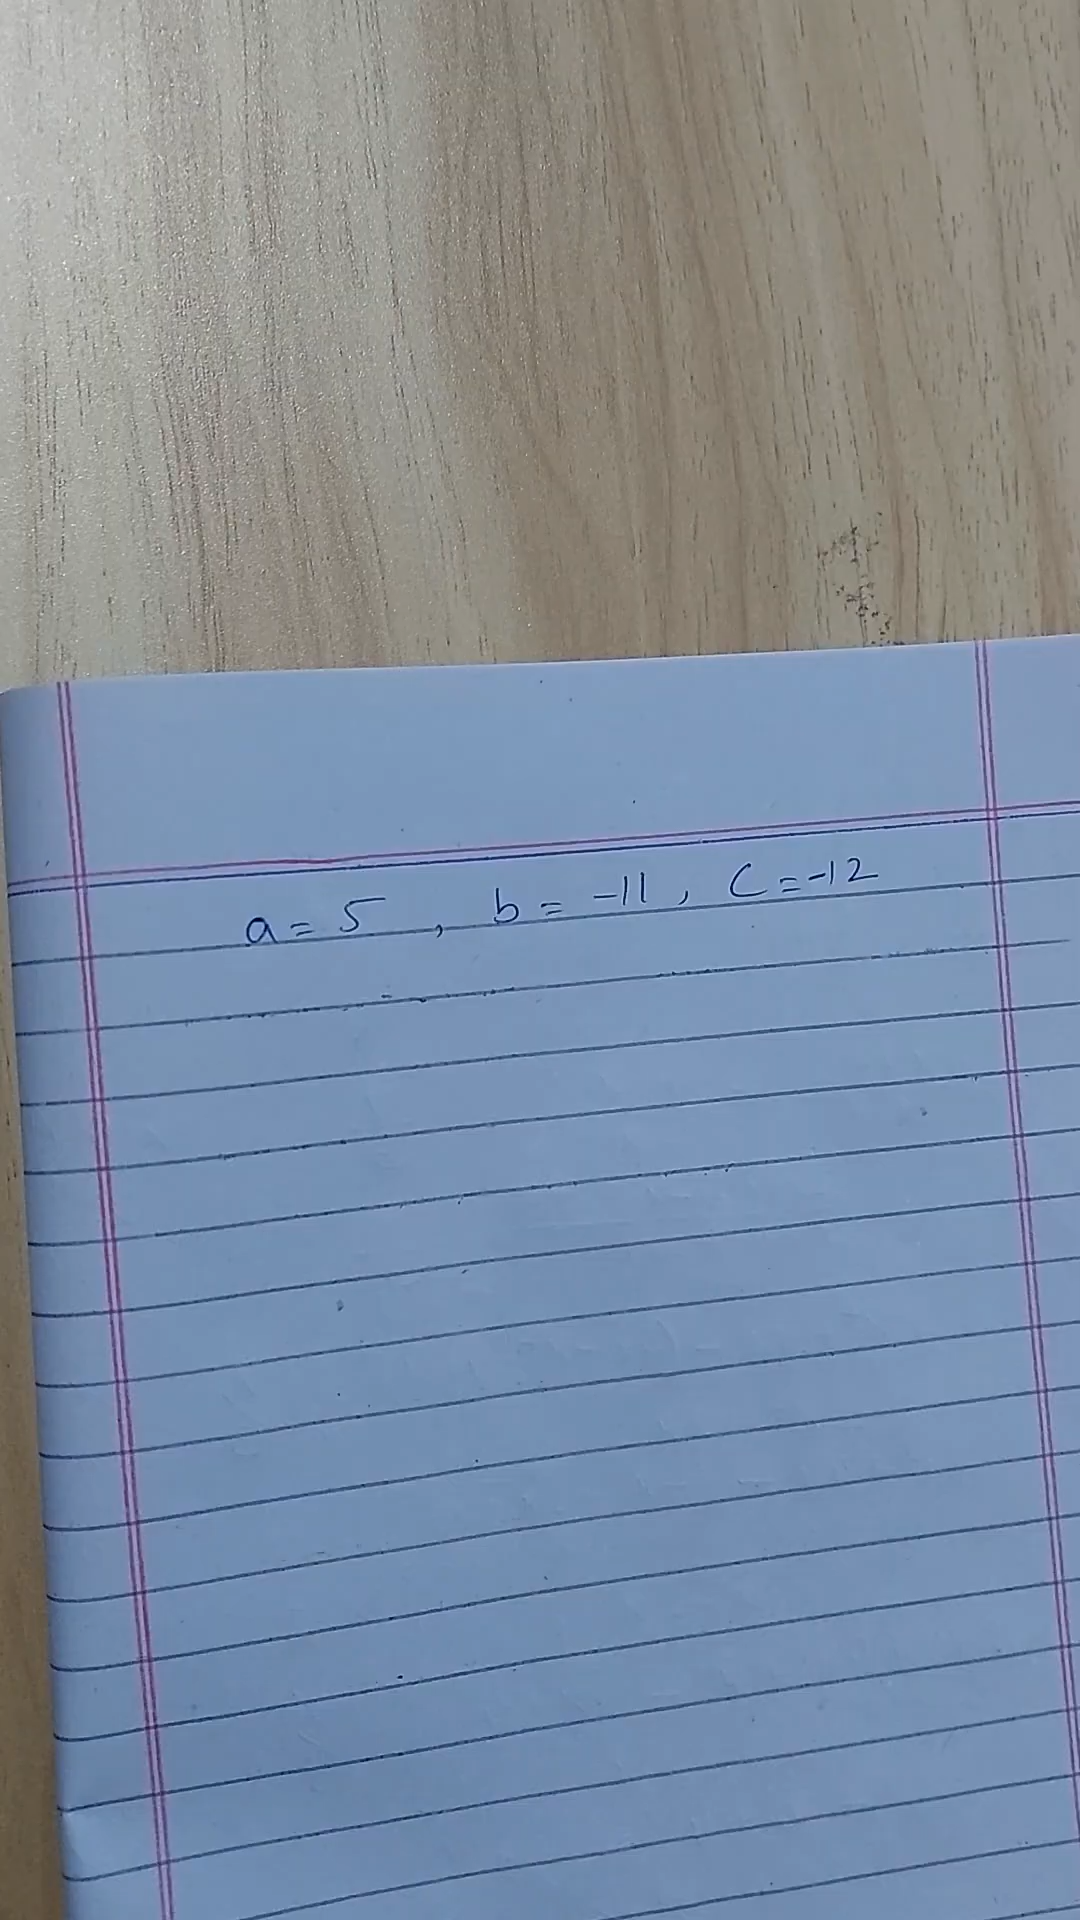 a = 5 , b = -11 , C = -12